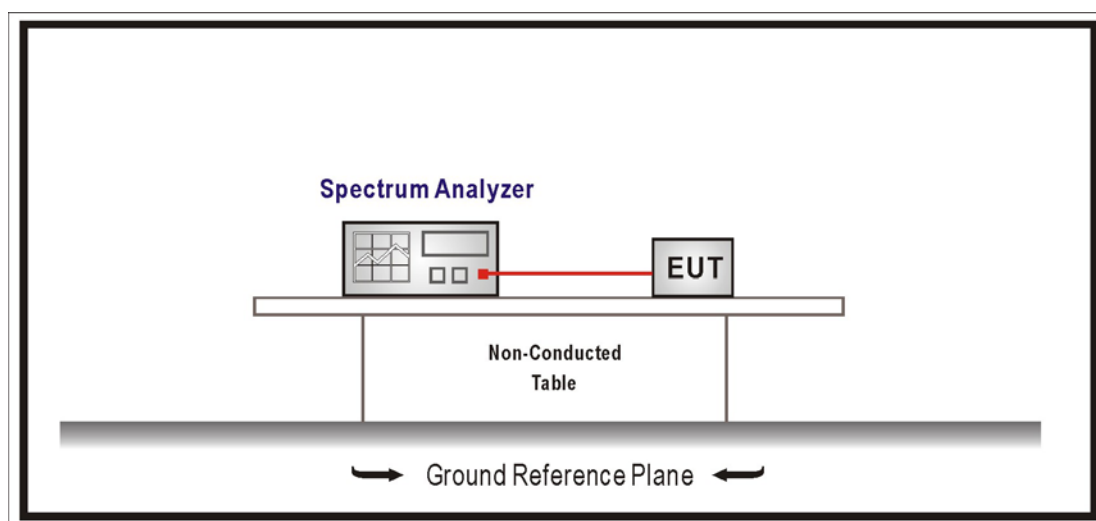 Spectrum Analyzer
EUT
Non-Conducted
Table
Ground Reference Plane